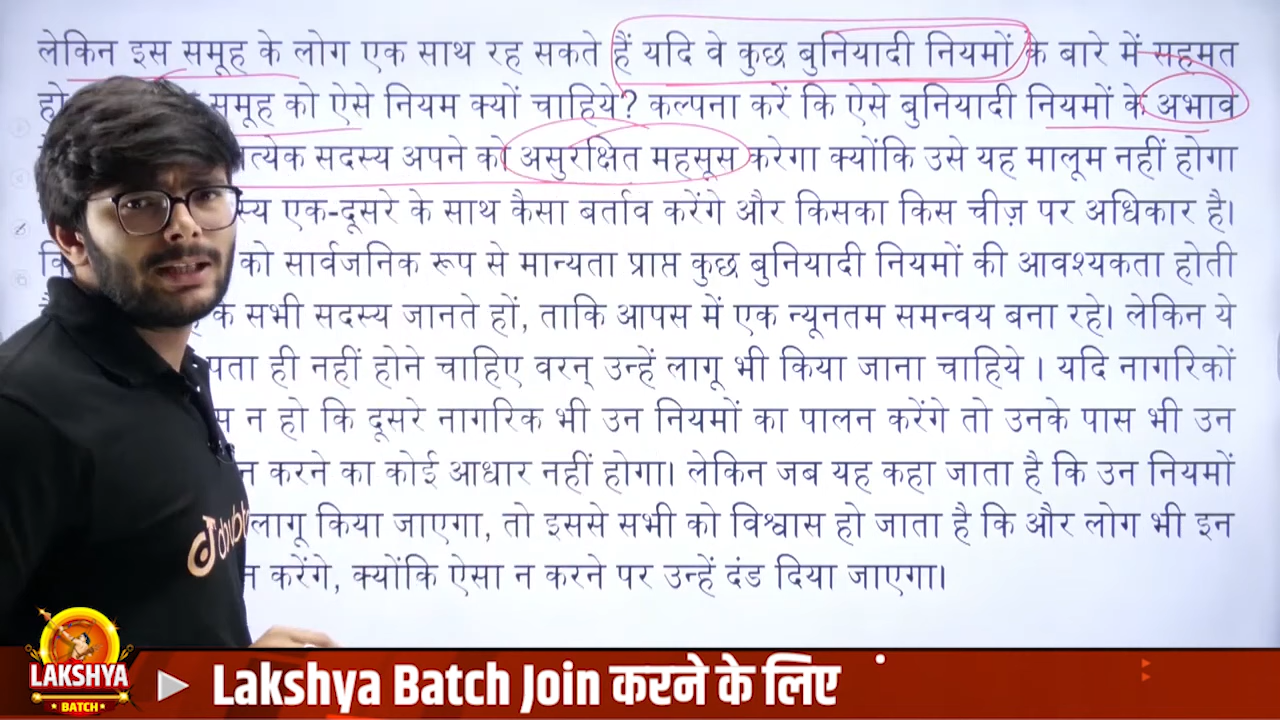 लेकिन इस समूह के लोग एक साथ रह सकते हैं यदि वे कुछ बुनियादी नियमों के बारे में सहमत
हो समूह को ऐसे नियम क्यों चाहिये? कल्पना करें कि ऐसे बुनियादी नियमों के अभाव
त्येक सदस्य अपने को असुरक्षित महसूस करेगा क्योंकि उसे यह मालूम नहीं होगा
स्य एक-दूसरे के साथ कैसा बर्ताव करेंगे और किसका किस चीज़ पर अधिकार है।
को सार्वजनिक रूप से मान्यता प्राप्त कुछ बुनियादी नियमों की आवश्यकता होती
के सभी सदस्य जानते हों, ताकि आपस में एक न्यूनतम समन्वय बना रहे। लेकिन ये
पता ही नहीं होने चाहिए वरन् उन्हें लागू भी किया जाना चाहिये । यदि नागरिकों
न हो कि दूसरे नागरिक भी उन नियमों का पालन करेंगे तो उनके पास भी उन
न करने का कोई आधार नहीं होगा। लेकिन जब यह कहा जाता है कि उन नियमों
लागू किया जाएगा, तो इससे सभी को विश्वास हो जाता है कि और लोग भी इन
न करेंगे, क्योंकि ऐसा न करने पर उन्हें दंड दिया जाएगा।
LAKSHYA
BATCH
Lakshya Batch Join करने के लिए